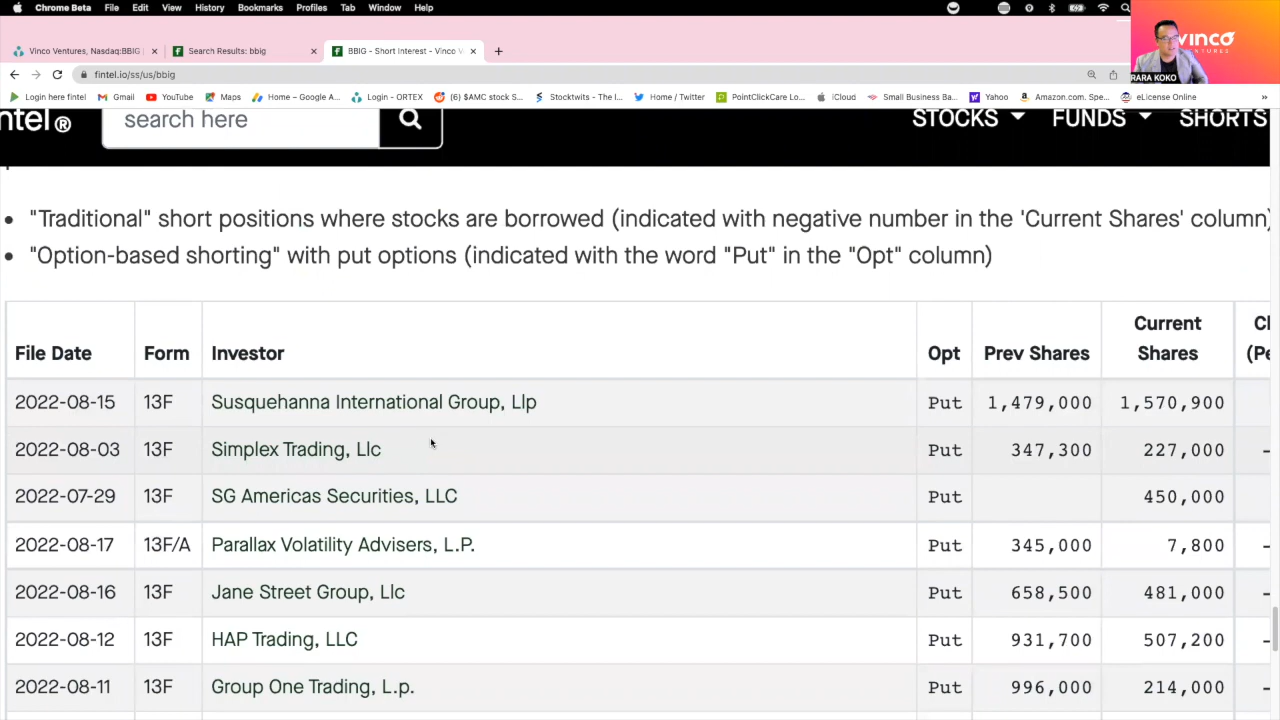 Chrome Beta File Edit View History Bookmarks Profiles Tab Window Help
Vinco Ventures, Nasdaq:BBIG
Search Results: bbig
BBIG - Short Interest - Vinco V
fintel.io/ss/us/bbig
Login here fintel Gmail YouTube Maps Home – Google A... Login - ORTEX (6) $AMC stock S... Stocktwits - The l... Home / Twitter PointClickCare Lo... iCloud Small Business Ba... Yahoo Amazon.com. Spe... eLicense Online »
VINCO
VENTURES
RARA KOKO
intel®
search here
STOCKS FUNDS SHORTS
• "Traditional" short positions where stocks are borrowed (indicated with negative number in the 'Current Shares' column)
• "Option-based shorting" with put options (indicated with the word "Put" in the "Opt" column)
File Date Form Investor Opt Prev Shares Current Shares
2022-08-15 13F Susquehanna International Group, Llp Put 1,479,000 1,570,900
2022-08-03 13F Simplex Trading, Llc Put 347,300 227,000
2022-07-29 13F SG Americas Securities, LLC Put 450,000
2022-08-17 13F/A Parallax Volatility Advisers, L.P. Put 345,000 7,800
2022-08-16 13F Jane Street Group, Llc Put 658,500 481,000
2022-08-12 13F HAP Trading, LLC Put 931,700 507,200
2022-08-11 13F Group One Trading, L.p. Put 996,000 214,000